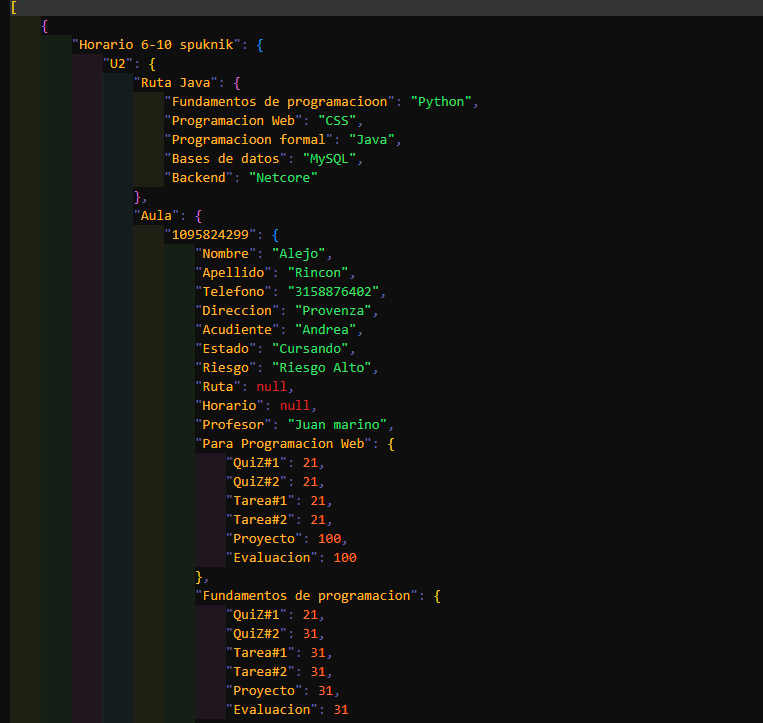 [
{
"Horario 6-10 spuknik": {
"U2": {
"Ruta Java": {
"Fundamentos de programacioon": "Python",
"Programacion Web": "CSS",
"Programacioon formal": "Java",
"Bases de datos": "MySQL",
"Backend": "Netcore"
},
"Aula": {
"1095824299": {
"Nombre": "Alejo",
"Apellido": "Rincon",
"Telefono": "3158876402",
"Direccion": "Provenza",
"Acudiente": "Andrea",
"Estado": "Cursando",
"Riesgo": "Riesgo Alto",
"Ruta": null,
"Horario": null,
"Profesor": "Juan marino",
"Para Programacion Web": {
"QuiZ#1": 21,
"QuiZ#2": 21,
"Tarea#1": 21,
"Tarea#2": 21,
"Proyecto": 100,
"Evaluacion": 100
},
"Fundamentos de programacion": {
"QuiZ#1": 21,
"QuiZ#2": 31,
"Tarea#1": 31,
"Tarea#2": 31,
"Proyecto": 31,
"Evaluacion": 31